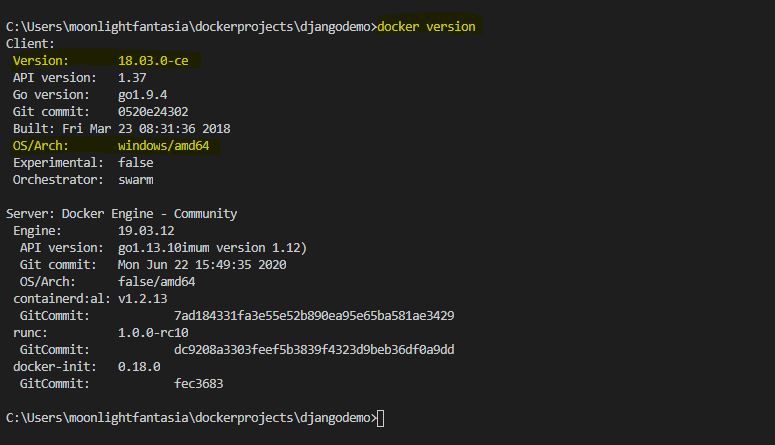 C:\Users\moonlightfantasia\dockerprojects\djangodemo>docker version
Client:
 Version:       18.03.0-ce
 API version:   1.37
 Go version:    go1.9.4
 Git commit:    0520e24302
 Built: Fri Mar 23 08:31:36 2018
 OS/Arch:       windows/amd64
 Experimental:  false
 Orchestrator:  swarm

Server: Docker Engine - Community
 Engine:        19.03.12
  API version:  go1.13.10imum version 1.12)
  Git commit:   Mon Jun 22 15:49:35 2020
  OS/Arch:      false/amd64
 containerd:al: v1.2.13
  GitCommit:            7ad184331fa3e55e52b890ea95e65ba581ae3429
 runc:          1.0.0-rc10
  GitCommit:            dc9208a3303feef5b3839f4323d9beb36df0a9dd
 docker-init:   0.18.0
  GitCommit:            fec3683

C:\Users\moonlightfantasia\dockerprojects\djangodemo>